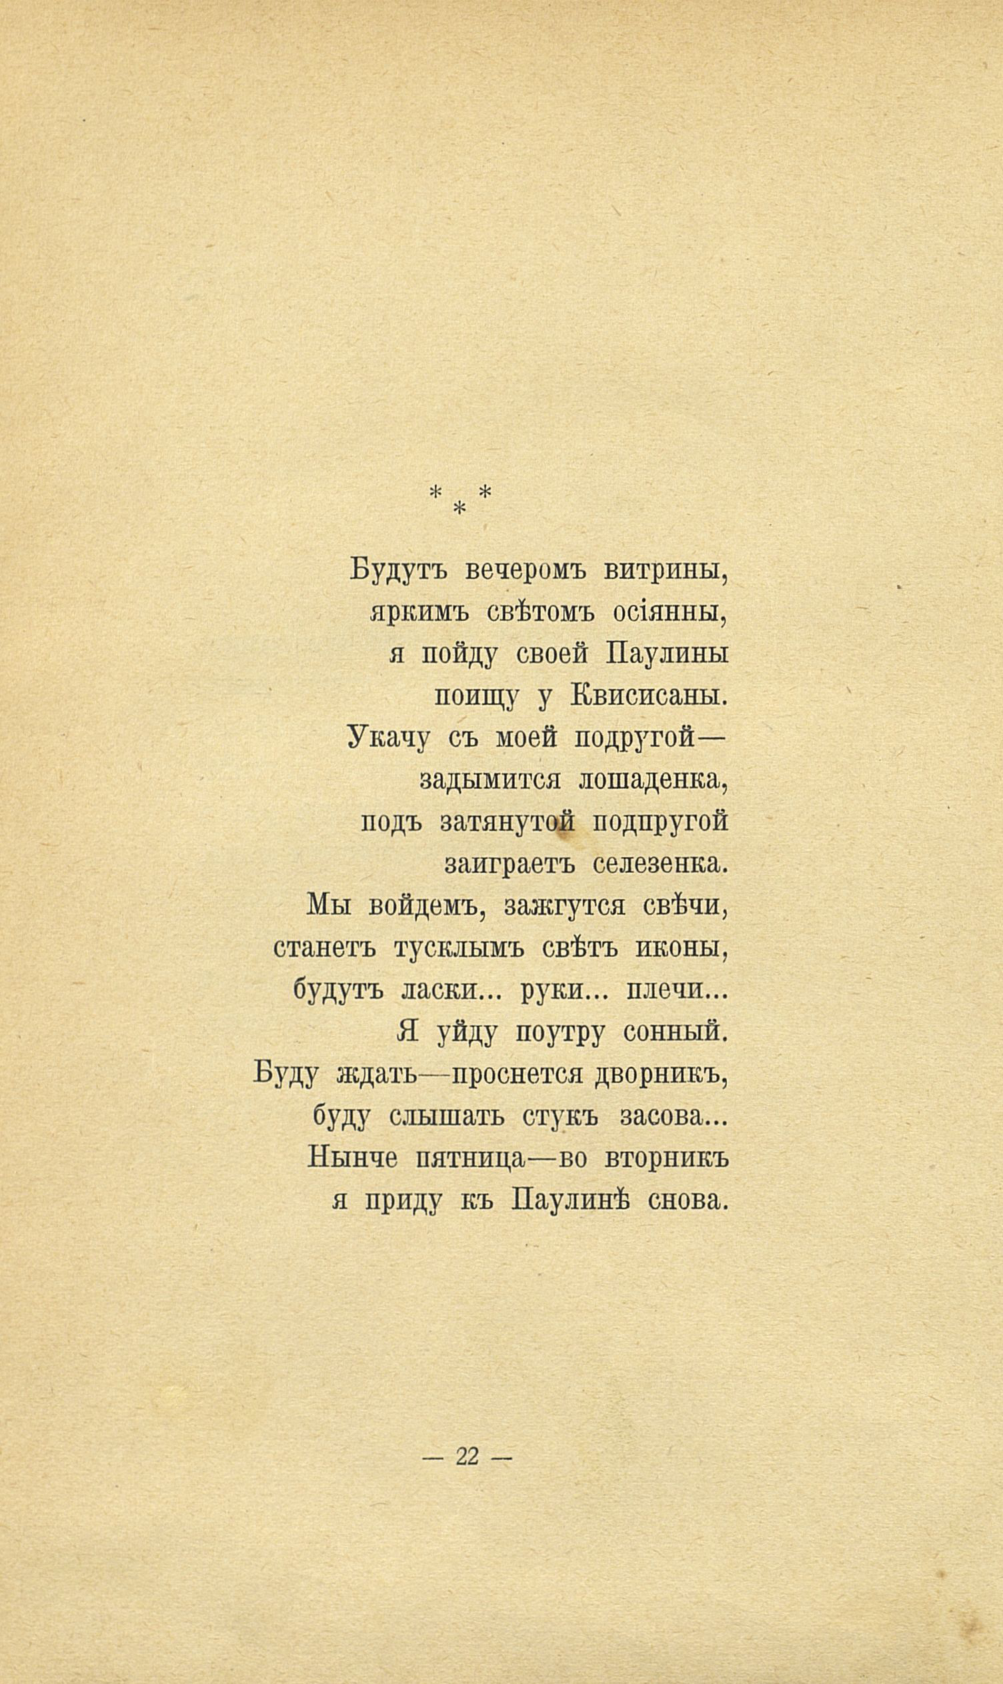 * * *
Будутъ вечеромъ витрины,
яркимъ свѣтомъ осіянны,
я пойду своей Паулины
поищу у Квисисаны.
Укачу съ моей подругой—
задымится лошаденка,
подъ затянутой подпругой
заиграетъ селезенка.
Мы войдемъ, зажгутся свѣчи,
станетъ тусклымъ свѣтъ иконы,
будутъ ласки... руки... плечи...
Я уйду поутру сонный.
Буду ждать—проснется дворникъ,
буду слышать стукъ засова...
Нынче пятница—во вторникъ
я приду къ Паулинѣ снова.
— 22 —